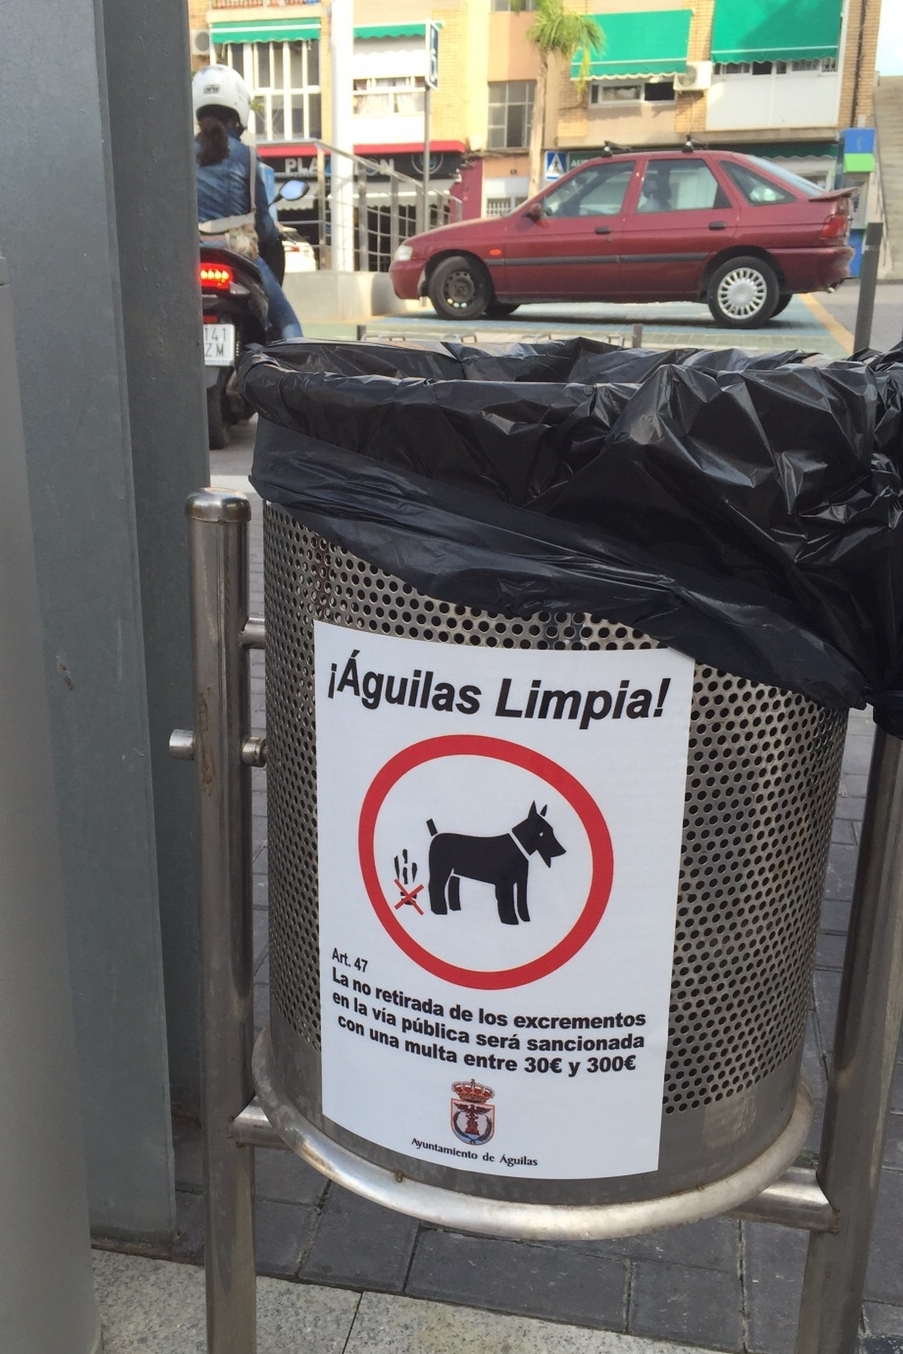 ¡Águilas Limpia!
Art. 47
La no retirada de los excrementos
en la vía pública será sancionada
con una multa entre 30€ y 300€
Ayuntamiento de Águilas